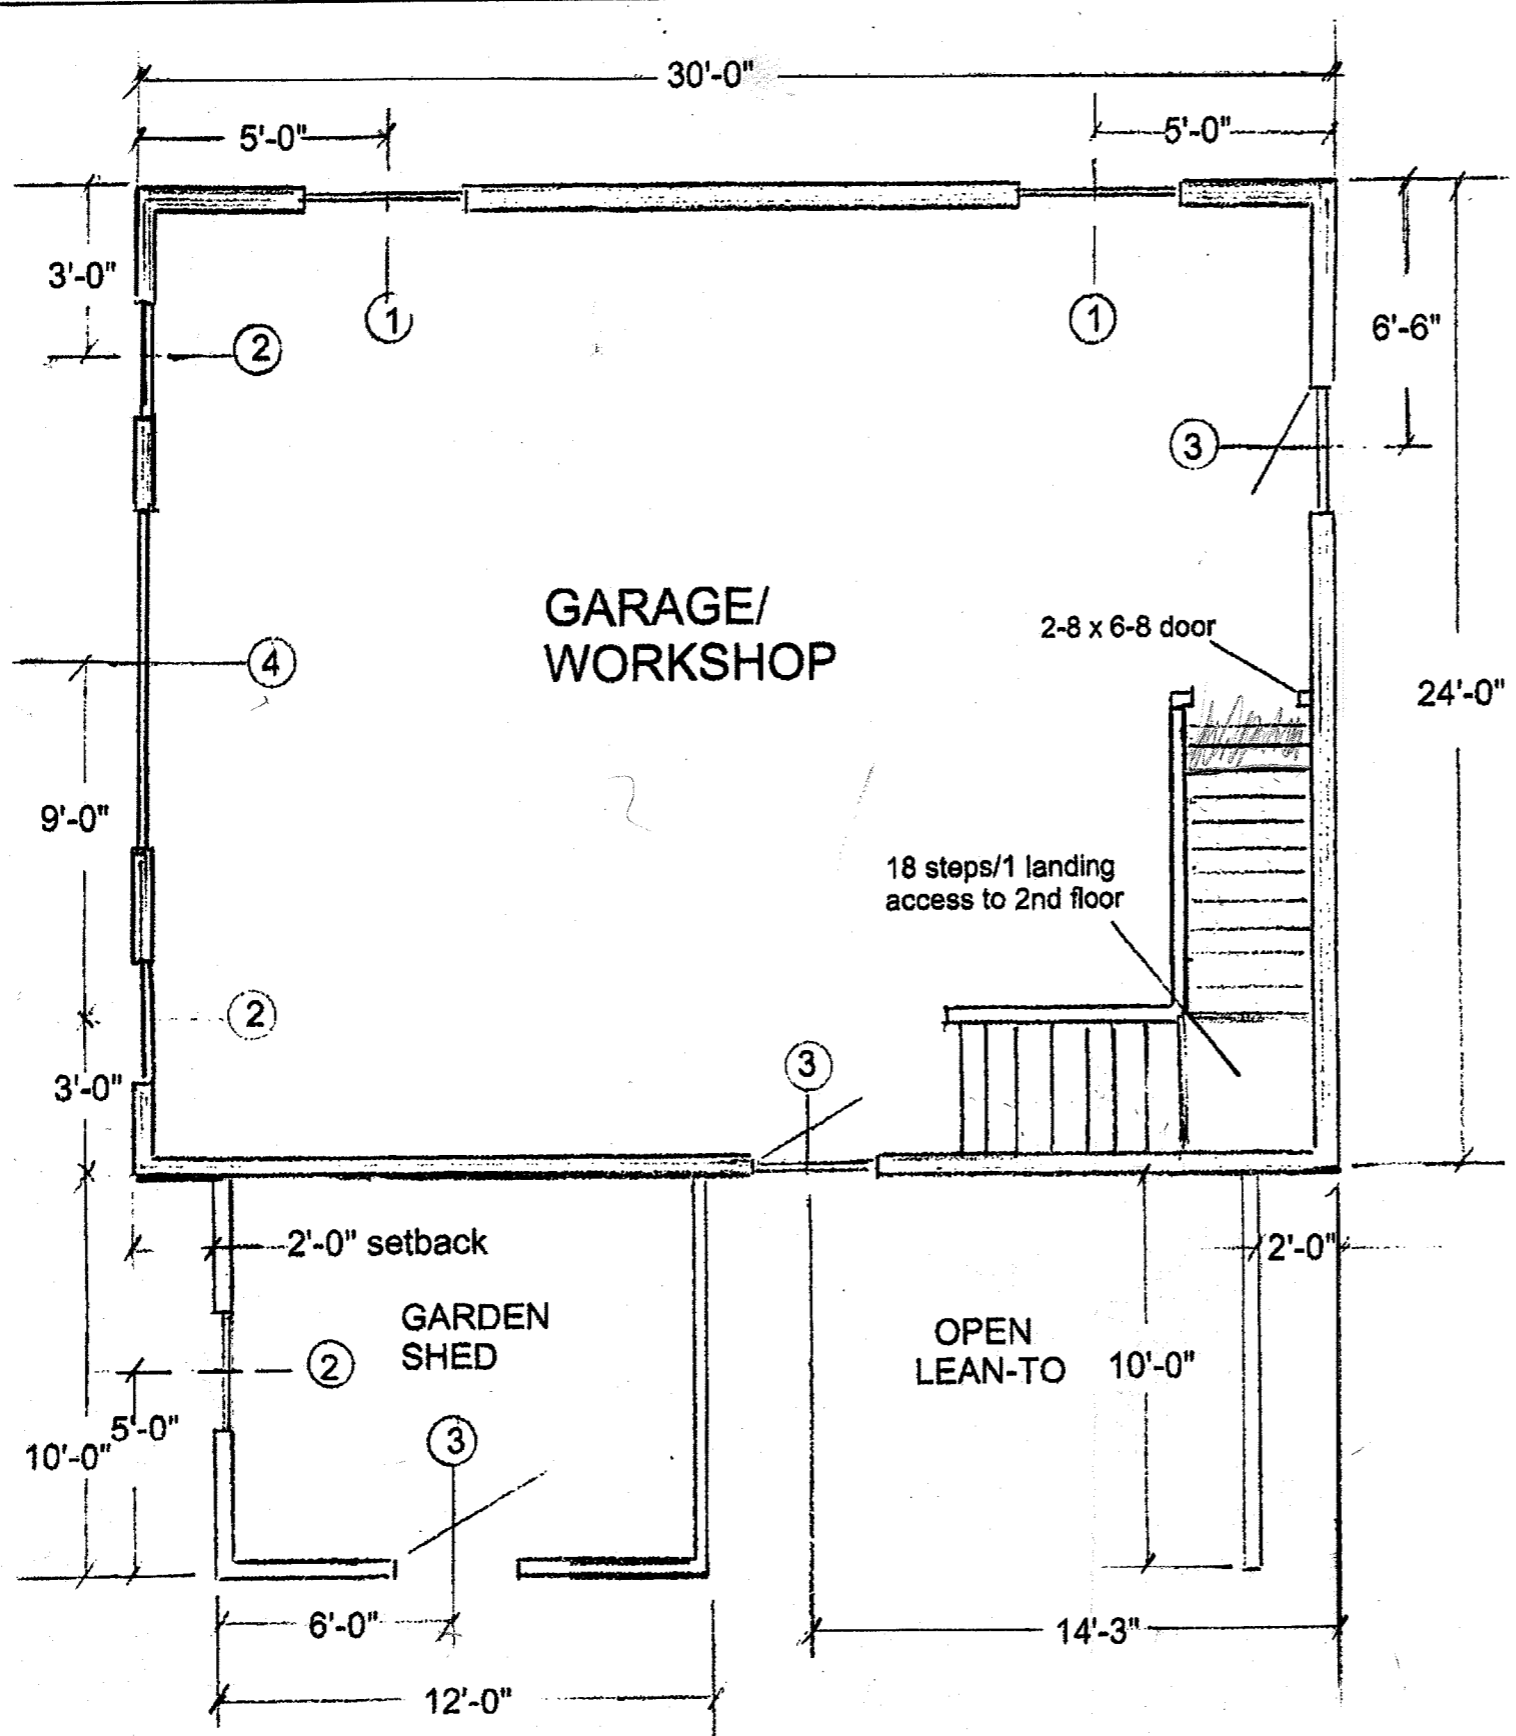 30'-0"
5'-0"
5'-0"
3'-0"
1
1
6'-6"
2
3
GARAGE/
WORKSHOP
2-8 x 6-8 door
4
24'-0"
9'-0"
18 steps/1 landing
access to 2nd floor
2
3
3'-0"
2'-0" setback
2'-0"
GARDEN
SHED
OPEN
LEAN-TO
10'-0"
2
5'-0"
10'-0"
3
6'-0"
14'-3"
12'-0"